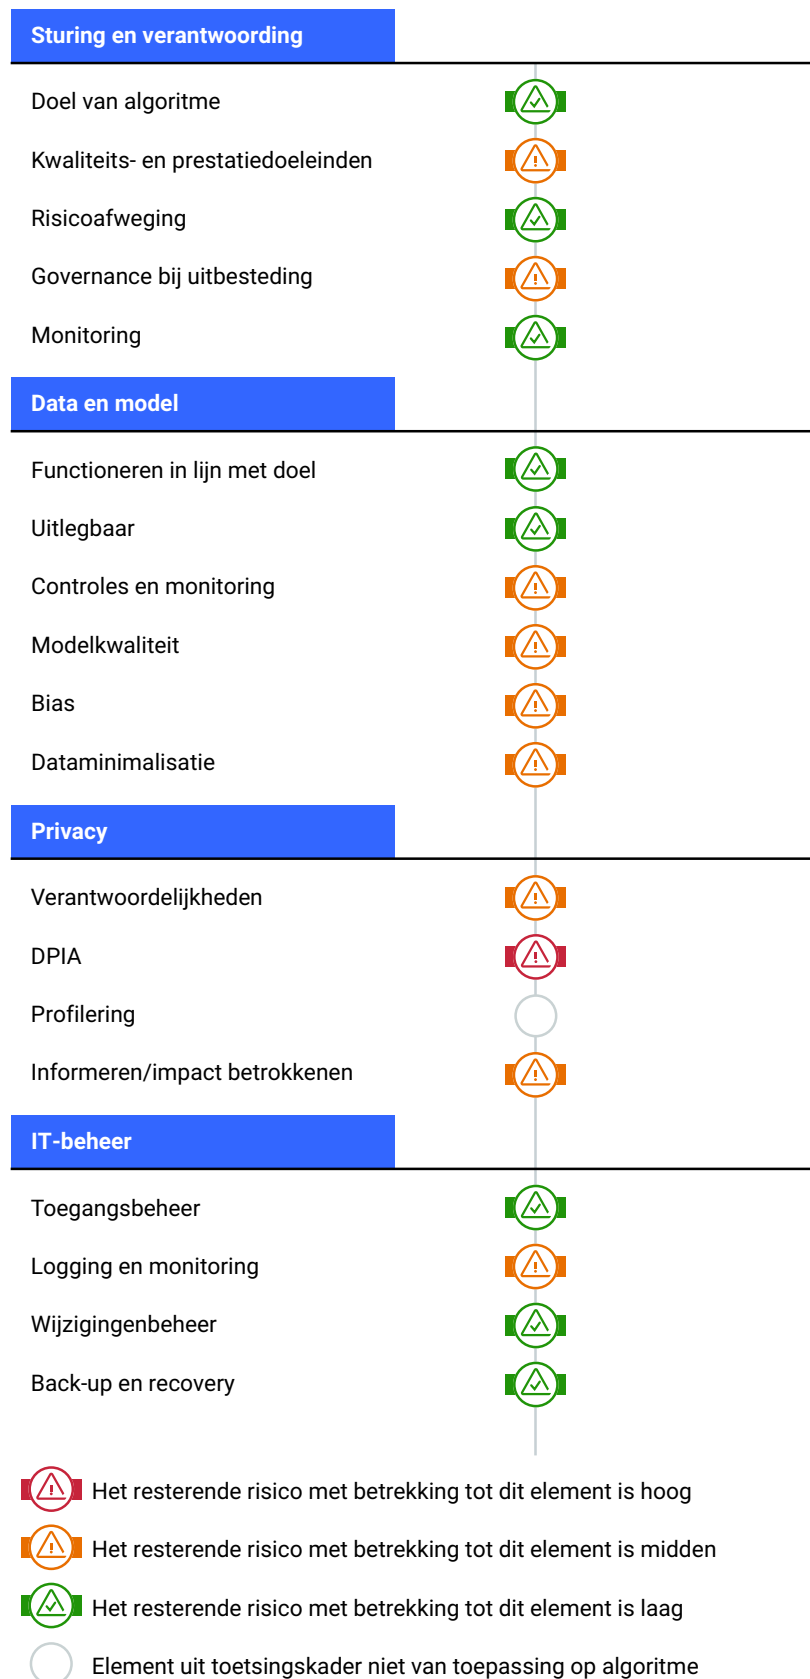 Sturing en verantwoording
Doel van algoritme
Kwaliteits- en prestatiedoeleinden
Risicoafweging
Governance bij uitbesteding
Monitoring
Data en model
Functioneren in lijn met doel
Uitlegbaar
Controles en monitoring
Modelkwaliteit
Bias
Dataminimalisatie
Privacy
Verantwoordelijkheden
DPIA
Profilering
Informeren/impact betrokkenen
IT-beheer
Toegangsbeheer
Logging en monitoring
Wijzigingenbeheer
Back-up en recovery
Het resterende risico met betrekking tot dit element is hoog
Het resterende risico met betrekking tot dit element is midden
Het resterende risico met betrekking tot dit element is laag
Element uit toetsingskader niet van toepassing op algoritme